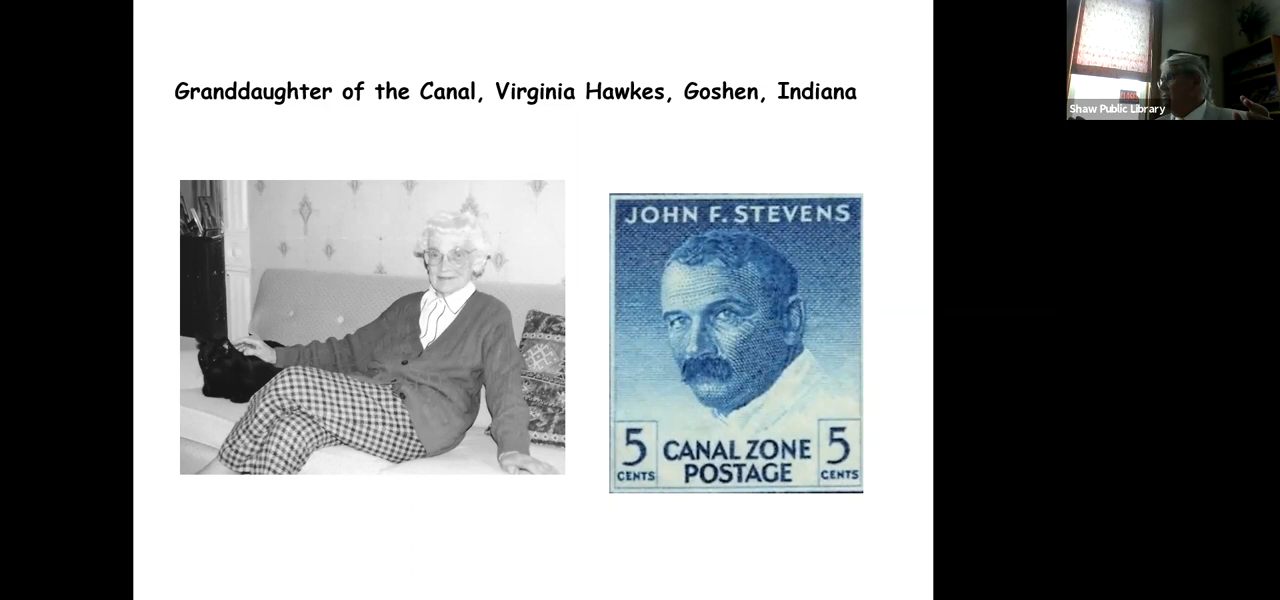 Granddaughter of the Canal, Virginia Hawkes, Goshen, Indiana
Shaw Public Library
JOHN F. STEVENS
5 CENTS
CANAL ZONE
POSTAGE
5 CENTS